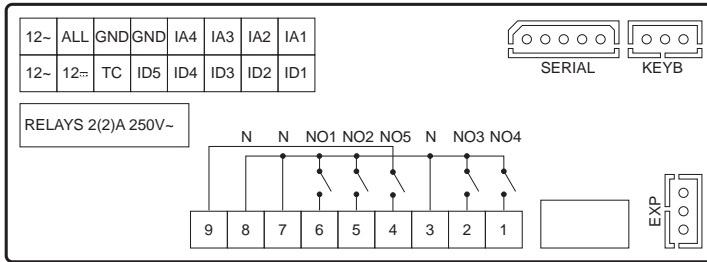 12~ ALL GND GND IA4 IA3 IA2 IA1
12~ 12⎓ TC ID5 ID4 ID3 ID2 ID1
SERIAL KEYB
RELAYS 2(2)A 250V~
N N NO1 NO2 NO5 N NO3 NO4
EXP
9 8 7 6 5 4 3 2 1